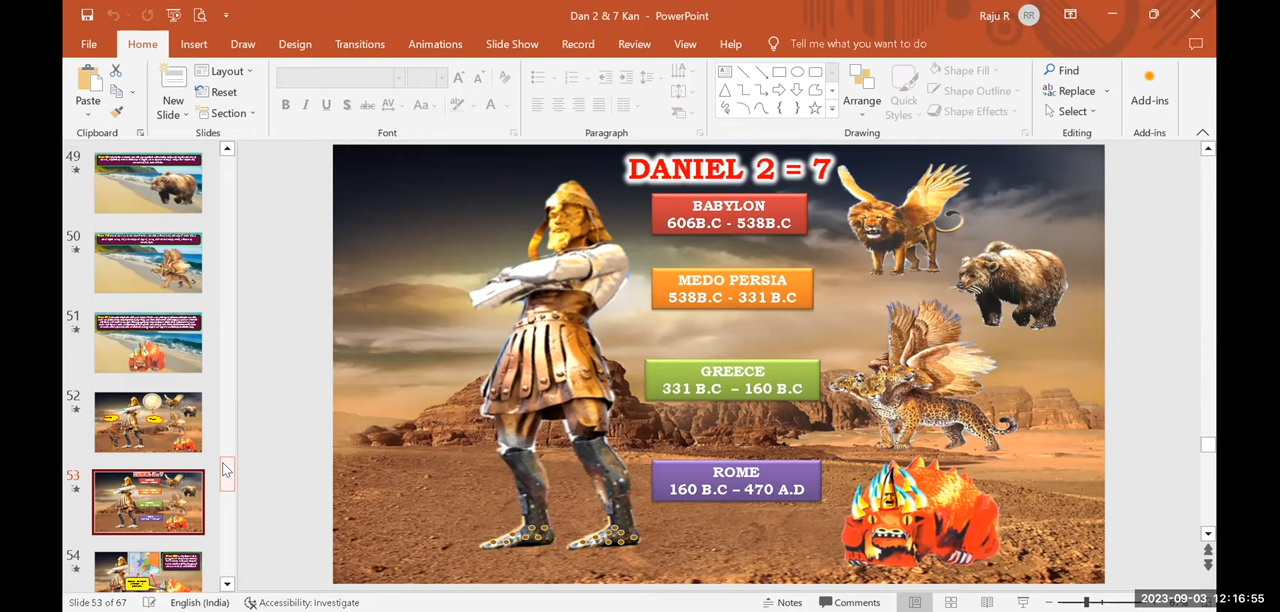 Dan 2 & 7 Kan - PowerPoint
Raju R
RR
File Home Insert Draw Design Transitions Animations Slide Show Record Review View Help Tell me what you want to do
Paste
New Slide
Layout
Reset
Section
B I U S abc AV Aa A
Arrange
Quick Styles
Shape Fill
Shape Outline
Shape Effects
Find
Replace
Select
Add-ins
Clipboard Slides Font Paragraph Drawing Editing Add-ins
49
50
51
52
53
54
DANIEL 2 = 7
BABYLON
606B.C - 538B.C
MEDO PERSIA
538B.C - 331 B.C
GREECE
331 B.C – 160 B.C
ROME
160 B.C – 470 A.D
Slide 53 of 67 English (India) Accessibility: Investigate Notes Comments
2023-09-03 12:16:55